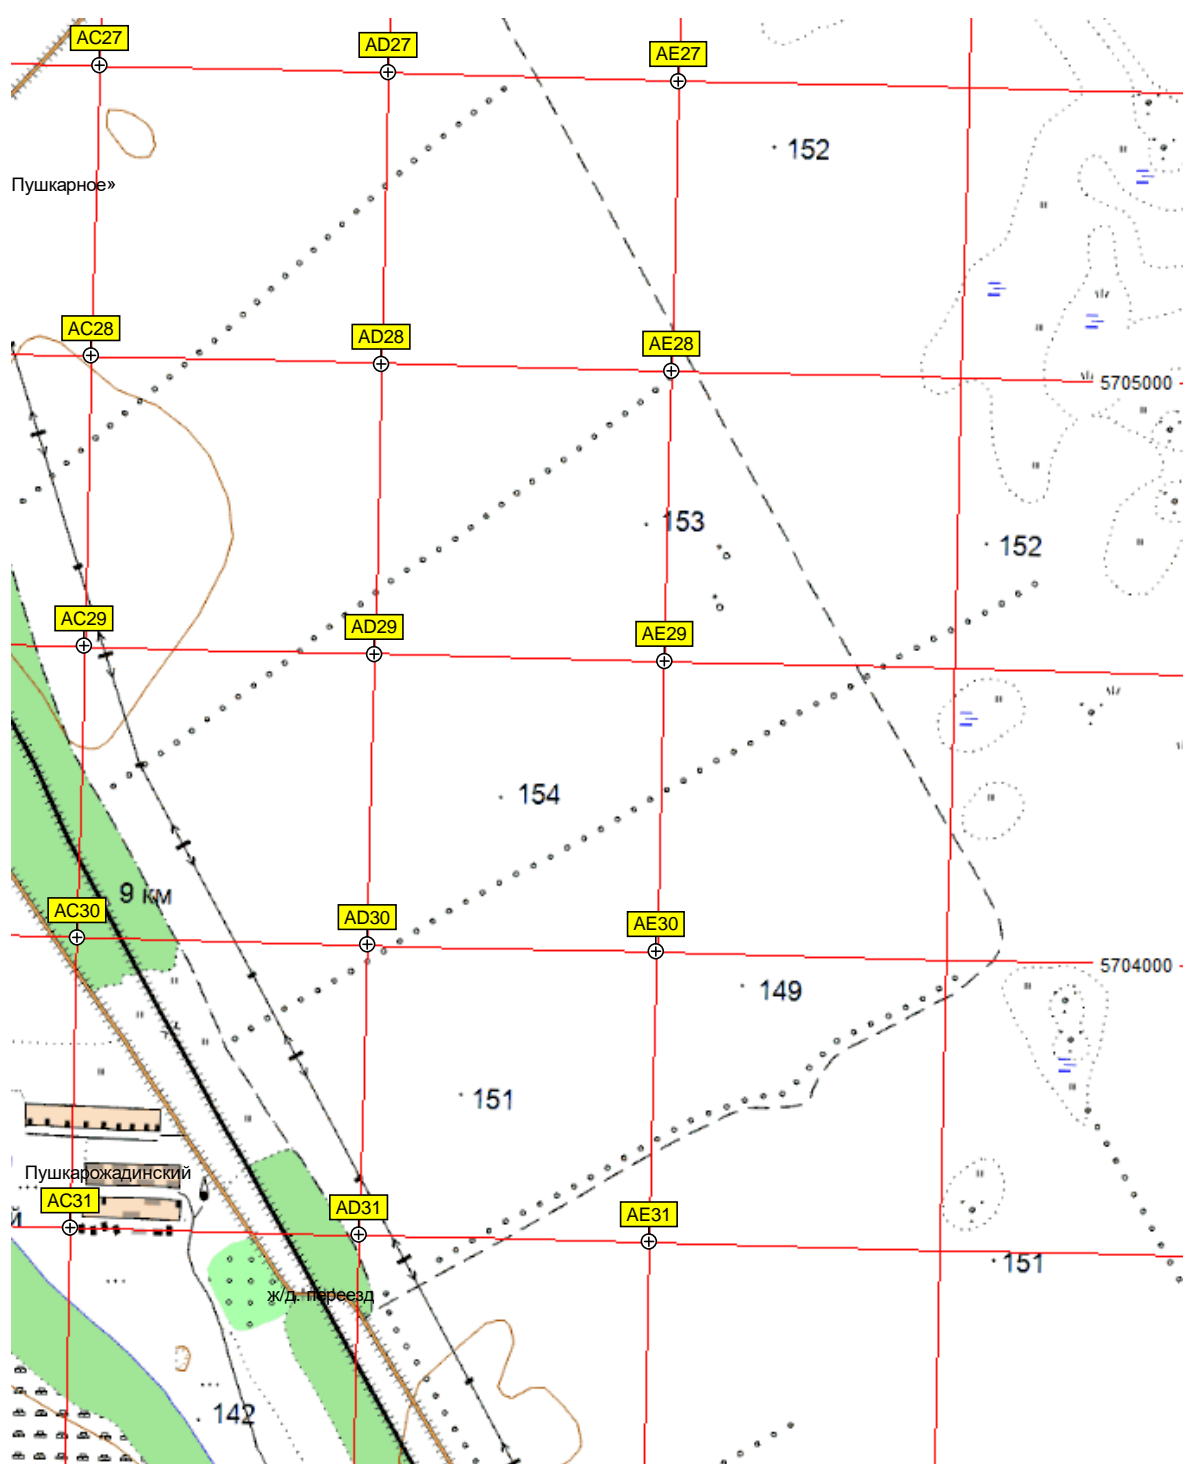 AC27
AD27
AE27
152
Пушкарное»
AC28
AD28
AE28
5705000
153
152
AC29
AD29
AE29
154
9 км
AC30
AD30
AE30
5704000
149
151
Пушкарожадинский
AC31
AD31
AE31
й
151
ж/д. переезд
142